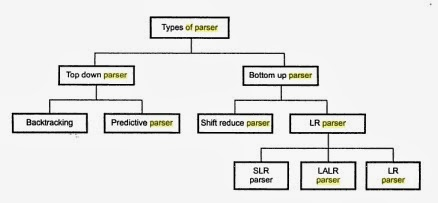 Types of parser
Top down parser
Bottom up parser
Backtracking
Predictive parser
Shift reduce parser
LR parser
SLR
parser
LALR
parser
LR
parser